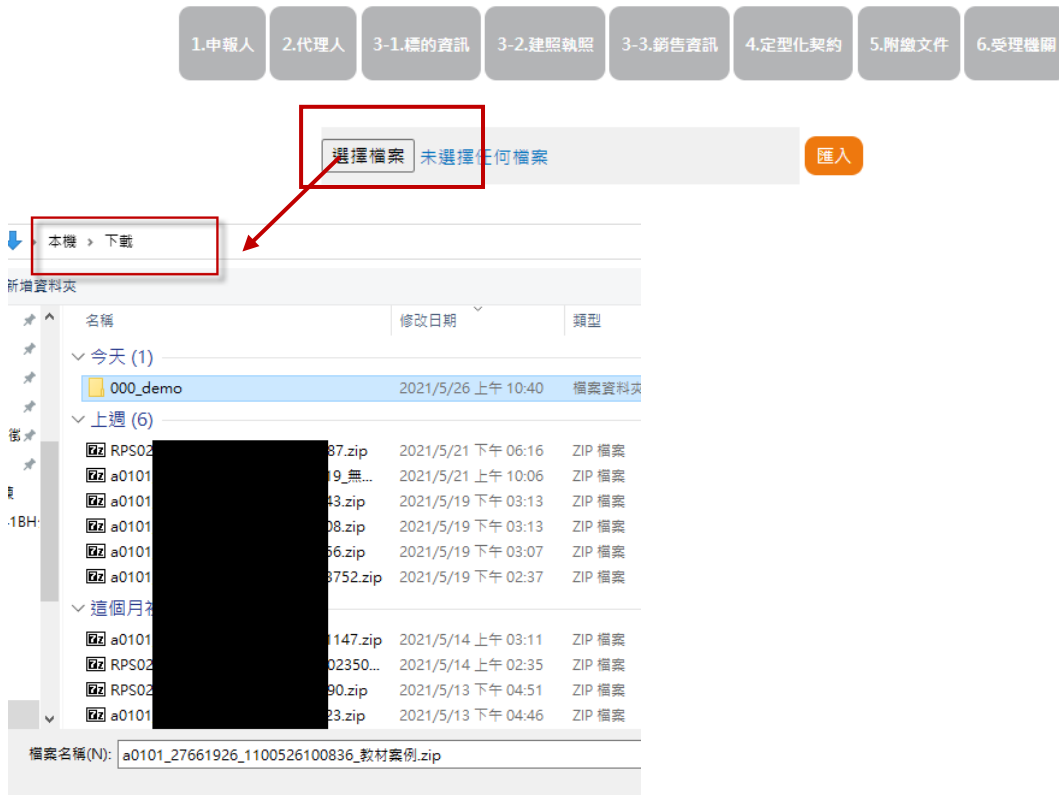 1.申報人 2.代理人 3-1.標的資訊 3-2.建照執照 3-3.銷售資訊 4.定型化契約 5.附繳文件 6.受理機關
選擇檔案 未選擇任何檔案 匯入
本機 › 下載
新增資料夾
名稱 修改日期 類型
今天 (1)
000_demo 2021/5/26 上午 10:40 檔案資料夾
上週 (6)
RPS02 87.zip 2021/5/21 下午 06:16 ZIP 檔案
a0101 19_無... 2021/5/21 上午 10:06 ZIP 檔案
a0101 43.zip 2021/5/19 下午 03:13 ZIP 檔案
a0101 08.zip 2021/5/19 下午 03:13 ZIP 檔案
a0101 56.zip 2021/5/19 下午 03:07 ZIP 檔案
1BH
a0101 3752.zip 2021/5/19 下午 02:37 ZIP 檔案
這個月
a0101 1147.zip 2021/5/14 上午 03:11 ZIP 檔案
RPS02 02350... 2021/5/14 上午 02:35 ZIP 檔案
RPS02 90.zip 2021/5/13 下午 04:51 ZIP 檔案
a0101 23.zip 2021/5/13 下午 04:46 ZIP 檔案
檔案名稱(N): a0101_27661926_1100526100836_教材案例.zip